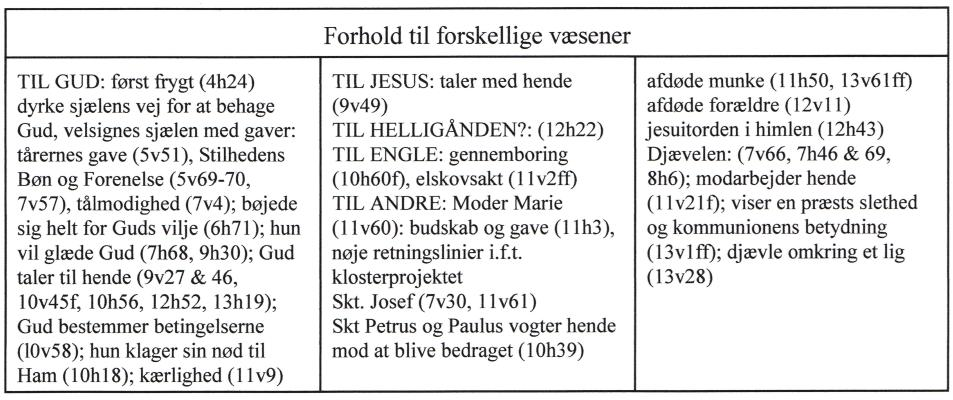 Forhold til forskellige væsener
TIL GUD: først frygt (4h24)
dyrke sjælens vej for at behage
Gud, velsignes sjælen med gaver:
tårernes gave (5v51), Stilhedens
Bøn og Forenelse (5v69-70,
7v57), tålmodighed (7v4); bøjede
sig helt for Guds vilje (6h71); hun
vil glæde Gud (7h68, 9h30); Gud
taler til hende (9v27 & 46,
10v45f, 10h56, 12h52, 13h19);
Gud bestemmer betingelserne
(l0v58); hun klager sin nød til
Ham (10h18); kærlighed (11v9)
TIL JESUS: taler med hende
(9v49)
TIL HELLIGÅNDEN?: (12h22)
TIL ENGLE: gennemboring
(10h60f), elskovsakt (11v2ff)
TIL ANDRE: Moder Marie
(11v60): budskab og gave (11h3),
nøje retningslinier i.f.t.
klosterprojektet
Skt. Josef (7v30, 11v61)
Skt Petrus og Paulus vogter hende
mod at blive bedraget (10h39)
afdøde munke (11h50, 13v61ff)
afdøde forældre (12v11)
jesuitorden i himlen (12h43)
Djævelen: (7v66, 7h46 & 69,
8h6); modarbejder hende
(11v21f); viser en præsts slethed
og kommunionens betydning
(13v1ff); djævle omkring et lig
(13v28)